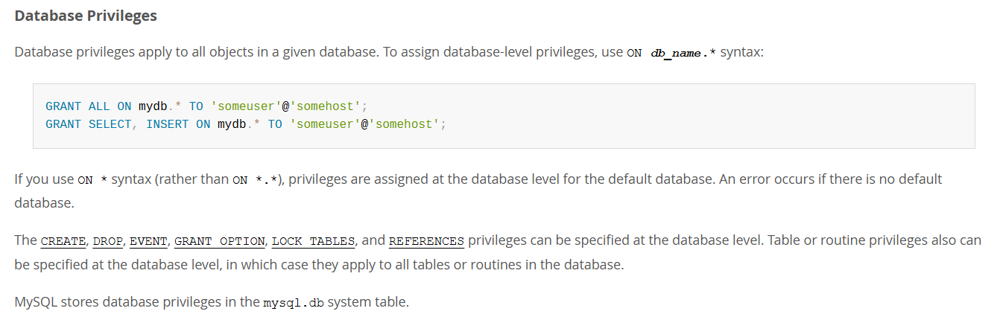 Database Privileges
Database privileges apply to all objects in a given database. To assign database-level privileges, use ON db_name.* syntax:
GRANT ALL ON mydb.* TO 'someuser'@'somehost';
GRANT SELECT, INSERT ON mydb.* TO 'someuser'@'somehost';
If you use ON * syntax (rather than ON *.*), privileges are assigned at the database level for the default database. An error occurs if there is no default
database.
The CREATE, DROP, EVENT, GRANT OPTION, LOCK TABLES, and REFERENCES privileges can be specified at the database level. Table or routine privileges also can
be specified at the database level, in which case they apply to all tables or routines in the database.
MySQL stores database privileges in the mysql.db system table.